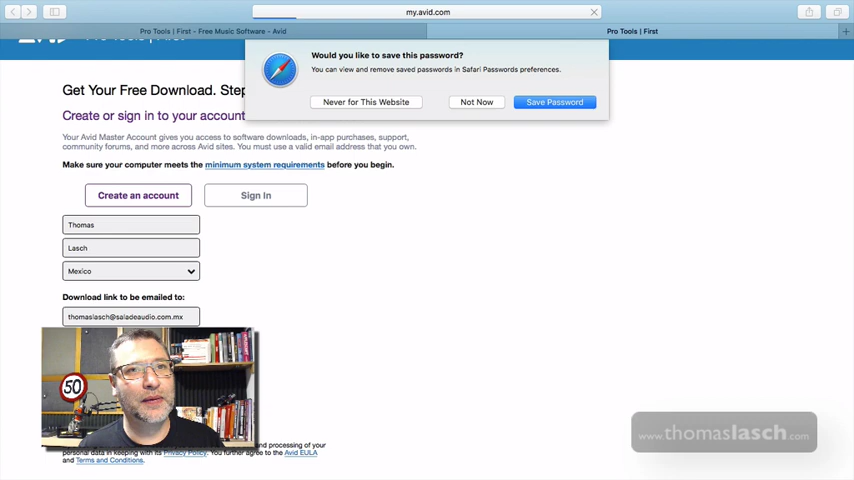 my.avid.com
Pro Tools | First - Free Music Software - Avid
Pro Tools | First
Would you like to save this password?
You can view and remove saved passwords in Safari Passwords preferences.
Never for This Website
Not Now
Save Password
Get Your Free Download. Step
Create or sign in to your account
Your Avid Master Account gives you access to software downloads, in-app purchases, support,
community forums, and more across Avid sites. You must use a valid email address that you own.
Make sure your computer meets the minimum system requirements before you begin.
Create an account
Sign In
Thomas
Lasch
Mexico
Download link to be emailed to:
thomaslasch@saladeaudio.com.mx
50
www.thomaslasch.com
and processing of your
personal data in keeping with its Privacy Policy. You further agree to the Avid EULA
and Terms and Conditions.